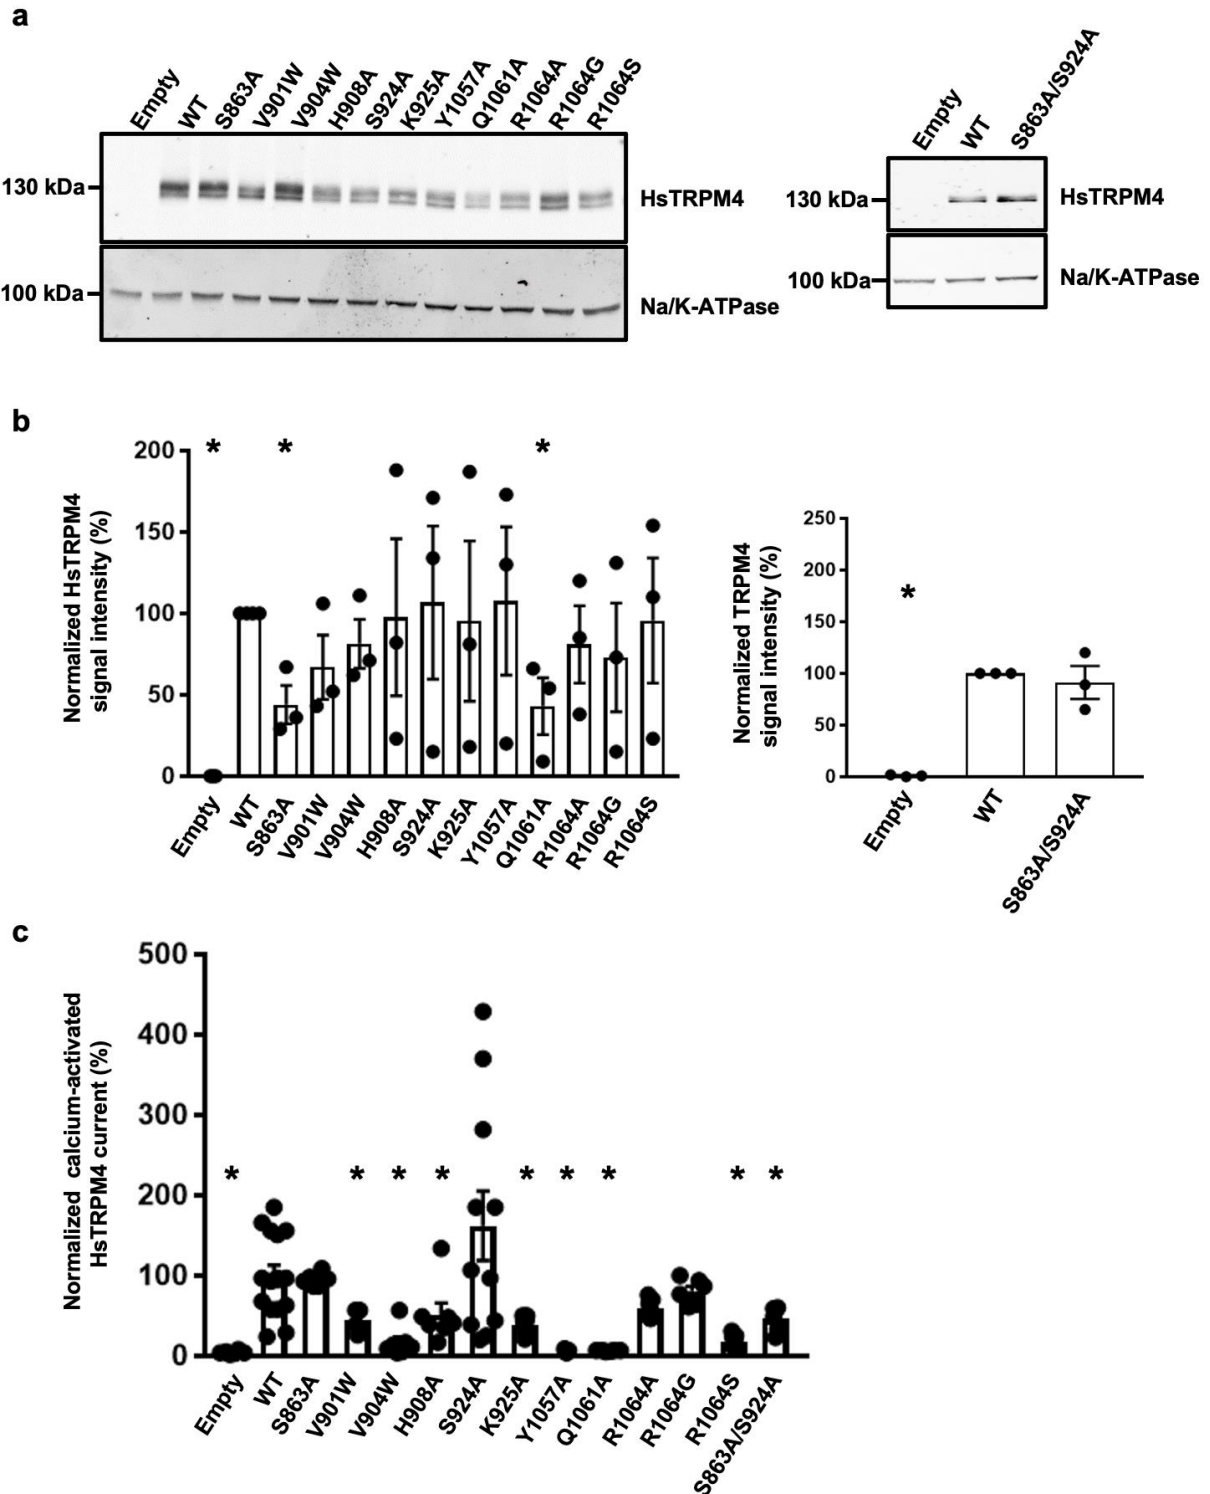 a
Empty
WT
S863A
V901W
V904W
H908A
S924A
K925A
Y1057A
Q1061A
R1064A
R1064G
R1064S
130 kDa
HsTRPM4
100 kDa
Na/K-ATPase
Empty
WT
S863A/S924A
130 kDa
HsTRPM4
100 kDa
Na/K-ATPase
b
Normalized HsTRPM4
signal intensity (%)
200
150
100
50
0
* * *
Empty
WT
S863A
V901W
V904W
H908A
S924A
K925A
Y1057A
Q1061A
R1064A
R1064G
R1064S
Normalized TRPM4
signal intensity (%)
250
200
150
100
50
0
*
Empty
WT
S863A/S924A
c
Normalized calcium-activated
HsTRPM4 current (%)
500
400
300
200
100
0
* * * * * * * * *
Empty
WT
S863A
V901W
V904W
H908A
S924A
K925A
Y1057A
Q1061A
R1064A
R1064G
R1064S
S863A/S924A